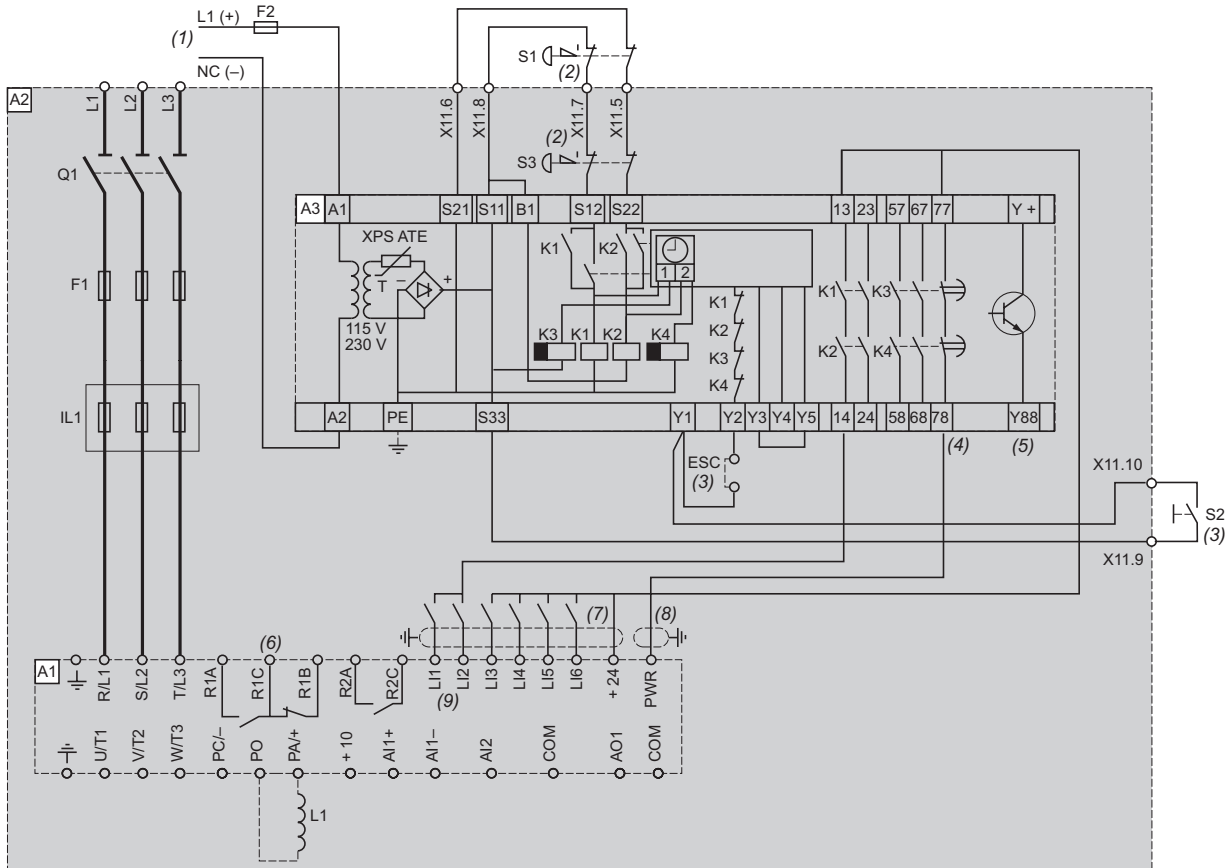 L1 (+)
F2
(1)
NC (–)
S1
(2)
A2
L1
L2
L3
X11.6
X11.8
X11.7
X11.5
(2)
S3
Q1
A3
A1
S21
S11
B1
S12
S22
13
23
57
67
77
Y +
XPS ATE
K1
K2
1
2
T
–
+
115 V
230 V
K3
K1
K2
K4
K1
K2
K3
K4
K1
K3
K2
K4
F1
IL1
A2
PE
S33
Y1
Y2
Y3
Y4
Y5
14
24
58
68
78
Y88
(4)
(5)
ESC
(3)
X11.10
S2
(3)
X11.9
(7)
(8)
(6)
A1
R/L1
S/L2
T/L3
R1A
R1C
R1B
R2A
R2C
LI1
LI2
LI3
LI4
LI5
LI6
+ 24
PWR
(9)
U/T1
V/T2
W/T3
PC/–
PO
PA/+
+ 10
AI1+
AI1–
AI2
COM
AO1
COM
L1